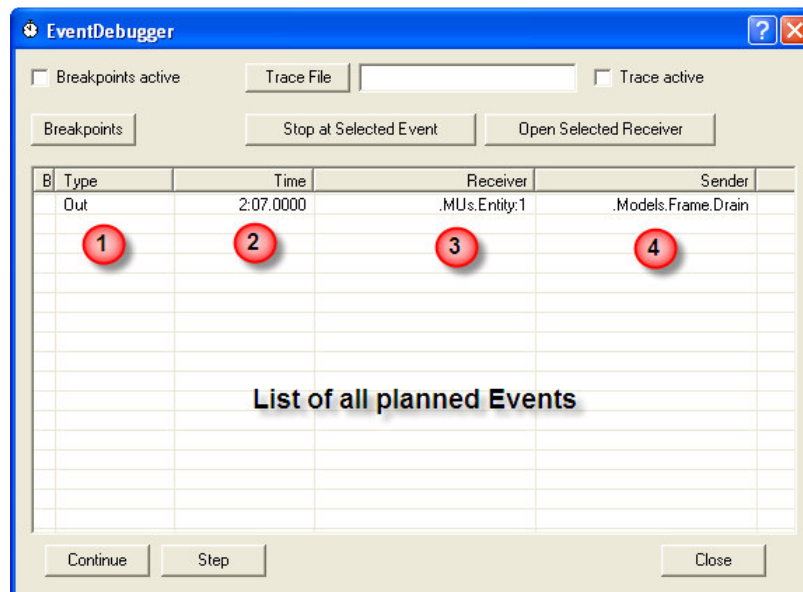 EventDebugger
Breakpoints active Trace File Trace active
Breakpoints Stop at Selected Event Open Selected Receiver
B Type Time Receiver Sender
Out 2:07.0000 .MUs.Entity:1 .Models.Frame.Drain
1 2 3 4
List of all planned Events
Continue Step Close